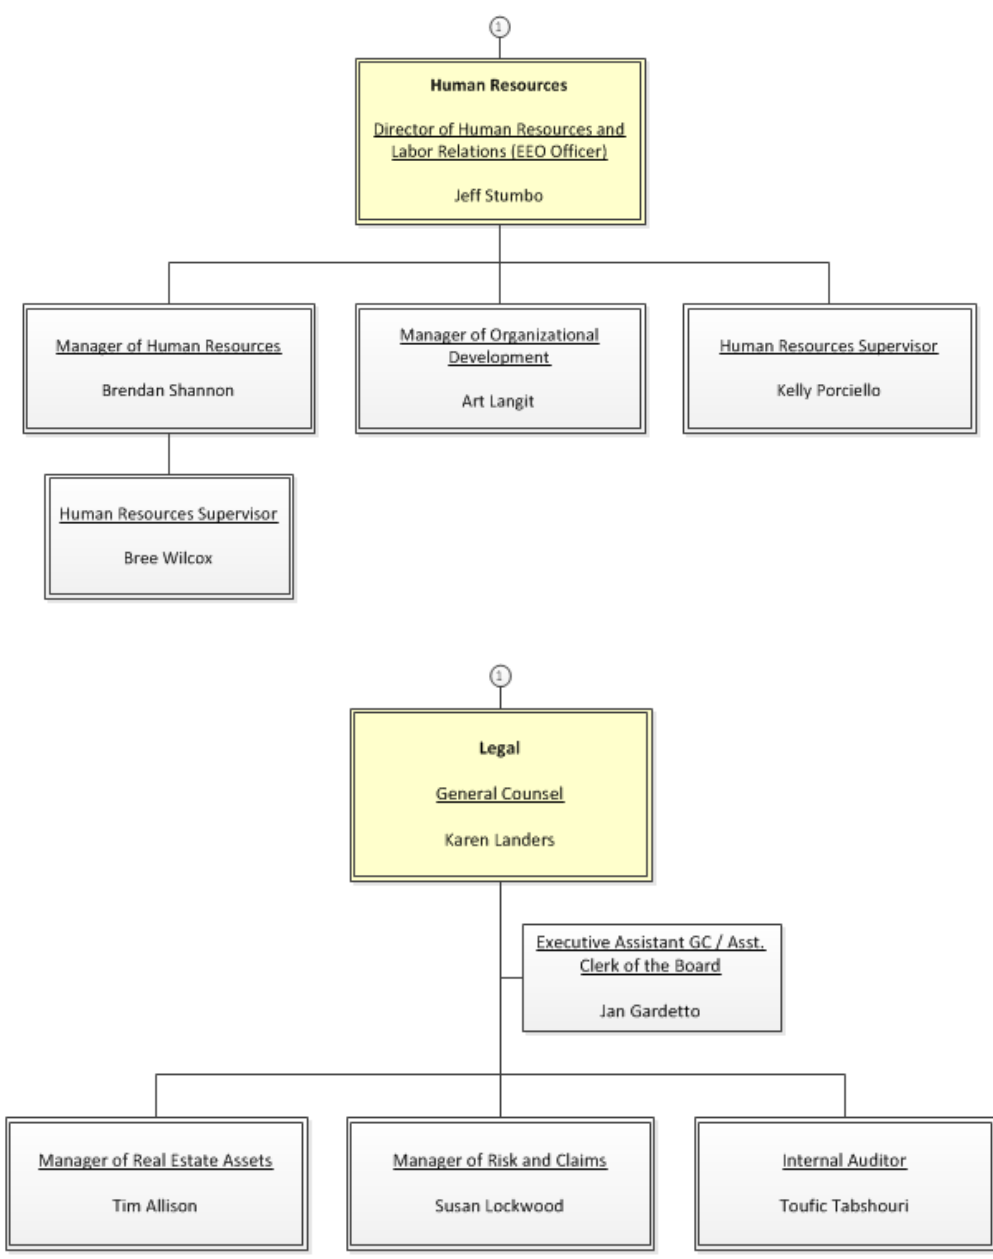 1
Human Resources
Director of Human Resources and
Labor Relations (EEO Officer)
Jeff Stumbo
Manager of Human Resources
Brendan Shannon
Manager of Organizational
Development
Art Langit
Human Resources Supervisor
Kelly Porciello
Human Resources Supervisor
Bree Wilcox
1
Legal
General Counsel
Karen Landers
Executive Assistant GC / Asst.
Clerk of the Board
Jan Gardetto
Manager of Real Estate Assets
Tim Allison
Manager of Risk and Claims
Susan Lockwood
Internal Auditor
Toufic Tabshouri